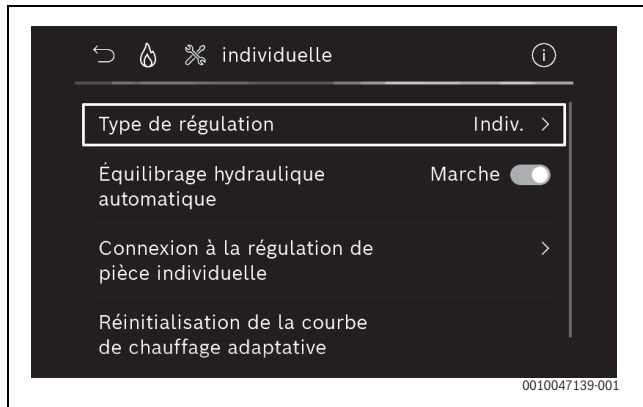 individuelle
Type de régulation Indiv. >
Équilibrage hydraulique Marche
automatique
Connexion à la régulation de >
pièce individuelle
Réinitialisation de la courbe
de chauffage adaptative
0010047139-001